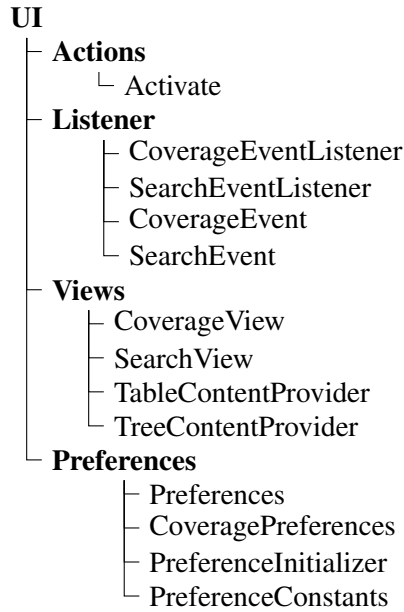 UI
Actions
Activate
Listener
CoverageEventListener
SearchEventListener
CoverageEvent
SearchEvent
Views
CoverageView
SearchView
TableContentProvider
TreeContentProvider
Preferences
Preferences
CoveragePreferences
PreferenceInitializer
PreferenceConstants